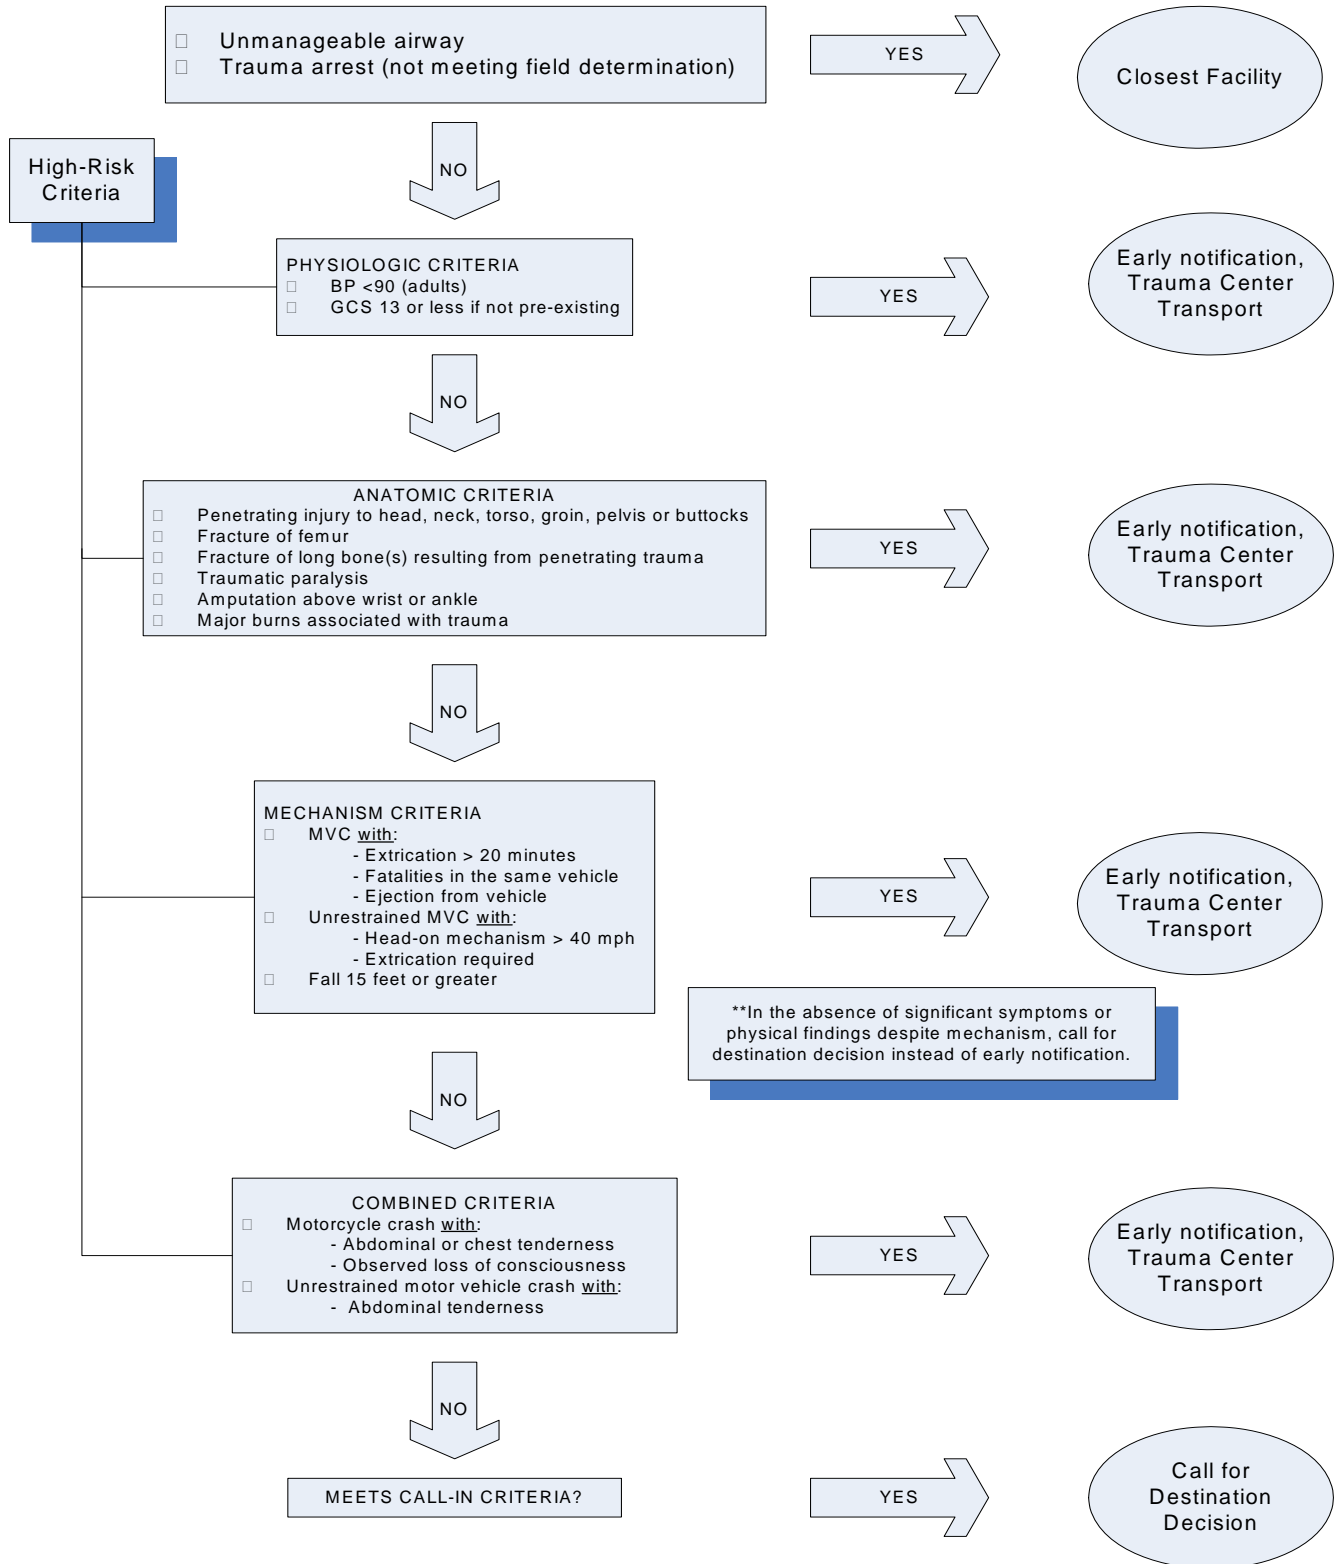 Unmanageable airway
Trauma arrest (not meeting field determination)
YES
Closest Facility
NO
High-Risk
Criteria
PHYSIOLOGIC CRITERIA
BP <90 (adults)
GCS 13 or less if not pre-existing
YES
Early notification,
Trauma Center
Transport
NO
ANATOMIC CRITERIA
Penetrating injury to head, neck, torso, groin, pelvis or buttocks
Fracture of femur
Fracture of long bone(s) resulting from penetrating trauma
Traumatic paralysis
Amputation above wrist or ankle
Major burns associated with trauma
YES
Early notification,
Trauma Center
Transport
NO
MECHANISM CRITERIA
MVC with:
- Extrication > 20 minutes
- Fatalities in the same vehicle
- Ejection from vehicle
Unrestrained MVC with:
- Head-on mechanism > 40 mph
- Extrication required
Fall 15 feet or greater
YES
Early notification,
Trauma Center
Transport
**In the absence of significant symptoms or
physical findings despite mechanism, call for
destination decision instead of early notification.
NO
COMBINED CRITERIA
Motorcycle crash with:
- Abdominal or chest tenderness
- Observed loss of consciousness
Unrestrained motor vehicle crash with:
- Abdominal tenderness
YES
Early notification,
Trauma Center
Transport
NO
MEETS CALL-IN CRITERIA?
YES
Call for
Destination
Decision